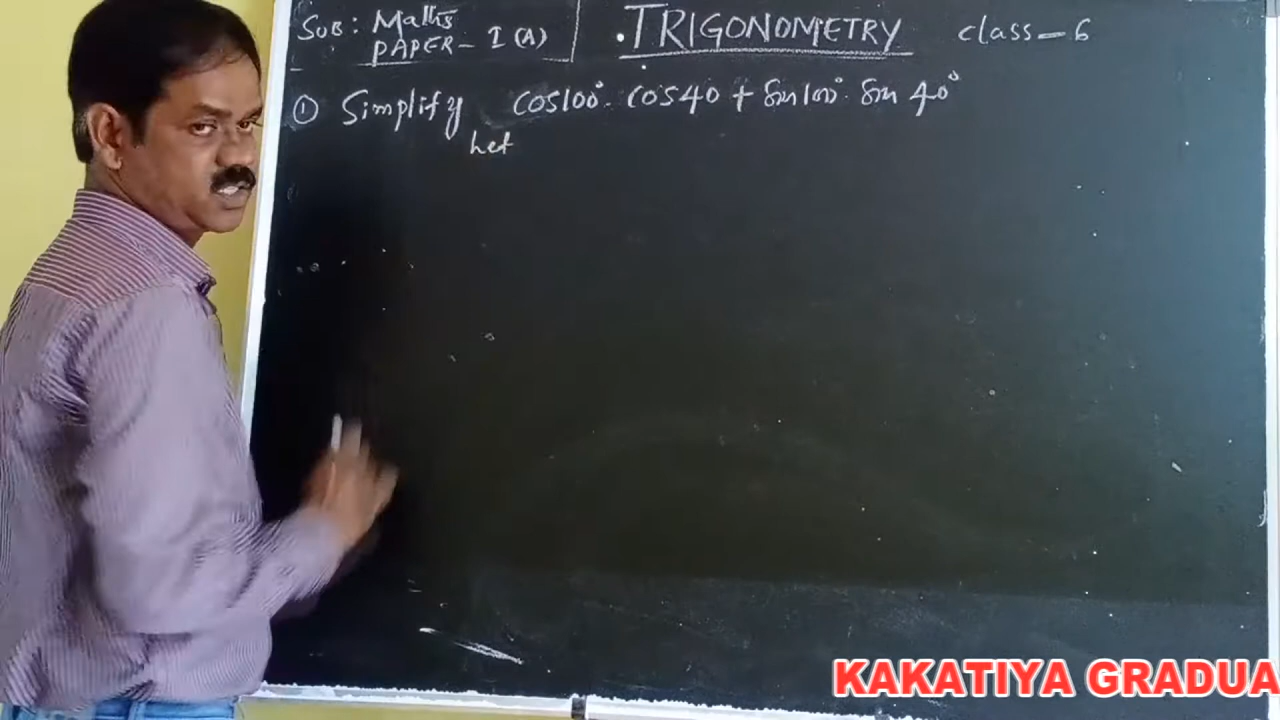 SUB: Maths
PAPER - I (A)
TRIGONOMETRY
class - 6
① Simplify cos100°. cos40 + Sin100°. Sin 40°
Let
KAKATIYA GRADUA